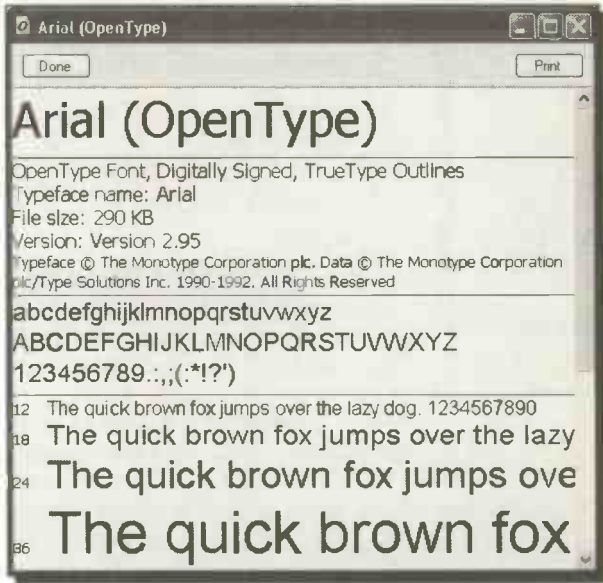 Arial (OpenType)
Done Print
Arial (OpenType)
OpenType Font, Digitally Signed, TrueType Outlines
Typeface name: Arial
File size: 290 KB
Version: Version 2.95
Typeface © The Monotype Corporation plc. Data © The Monotype Corporation
plc/Type Solutions Inc. 1990-1992. All Rights Reserved
abcdefghijklmnopqrstuvwxyz
ABCDEFGHIJKLMNOPQRSTUVWXYZ
123456789.:,;(:*!?')
12 The quick brown fox jumps over the lazy dog. 1234567890
18 The quick brown fox jumps over the lazy
24 The quick brown fox jumps ove
36 The quick brown fox